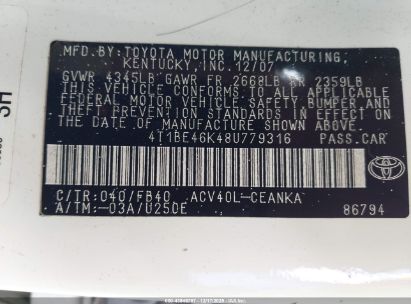 MFD. BY: TOYOTA MOTOR MANUFACTURING,
KENTUCKY, INC. 12/07
GVWR 4345LB GAWR FR 2668LB RR 2359LB
THIS VEHICLE CONFORMS TO ALL APPLICABLE
FEDERAL MOTOR VEHICLE SAFETY, BUMPER AND
THEFT PREVENTION STANDARDS IN EFFECT ON
THE DATE OF MANUFACTURE SHOWN ABOVE.
4T1BE46K48U779316 PASS.CAR
TOYOTA
C/TR: 040/FB40 ACV40L-CEANKA
A/TM: -03A/U250E 86794